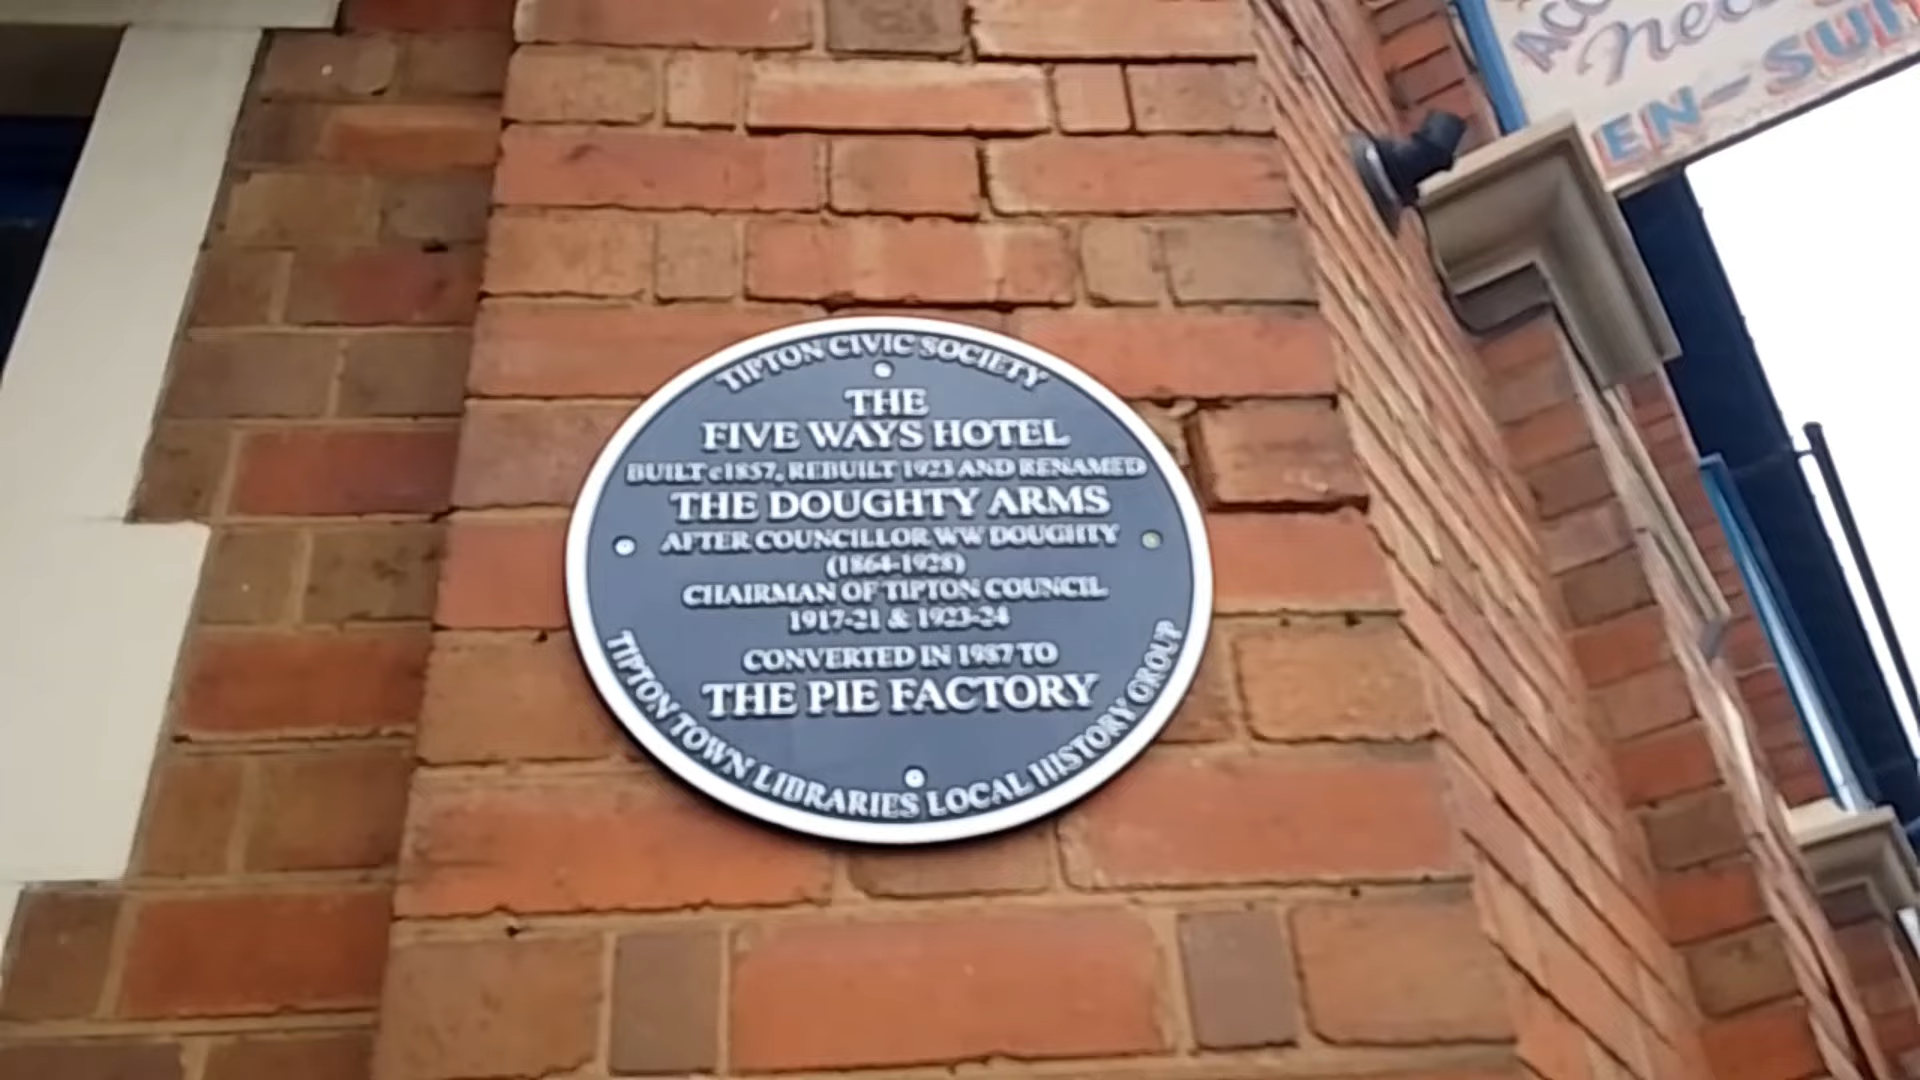 TIPTON CIVIC SOCIETY
THE
FIVE WAYS HOTEL
BUILT c1857, REBUILT 1923 AND RENAMED
THE DOUGHTY ARMS
AFTER COUNCILLOR WW DOUGHTY
(1864-1928)
CHAIRMAN OF TIPTON COUNCIL
1917-21 & 1923-24
CONVERTED IN 1987 TO
THE PIE FACTORY
TIPTON TOWN LIBRARIES LOCAL HISTORY GROUP